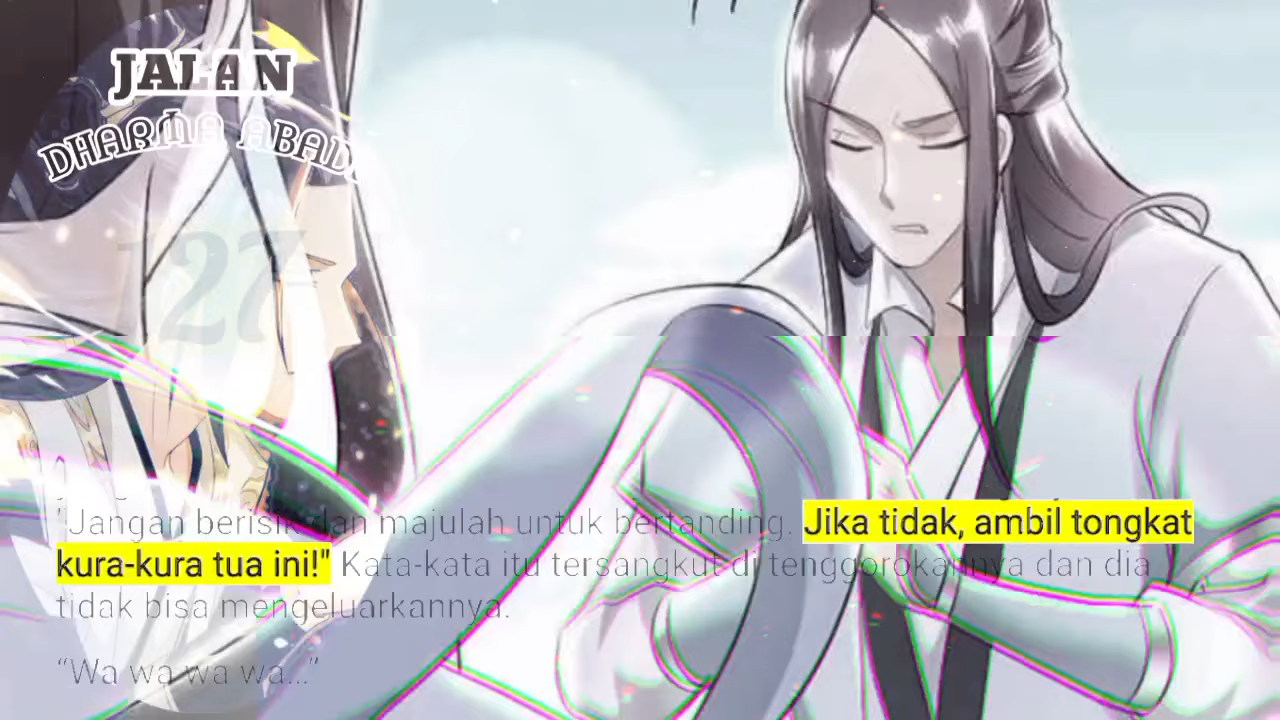 JALAN
DHARMA ABADI
127
"Jangan berisik dan majulah untuk bertanding. Jika tidak, ambil tongkat
kura-kura tua ini!" Kata-kata itu tersangkut di tenggorokannya dan dia
tidak bisa mengeluarkannya.
“Wa wa wa wa..."